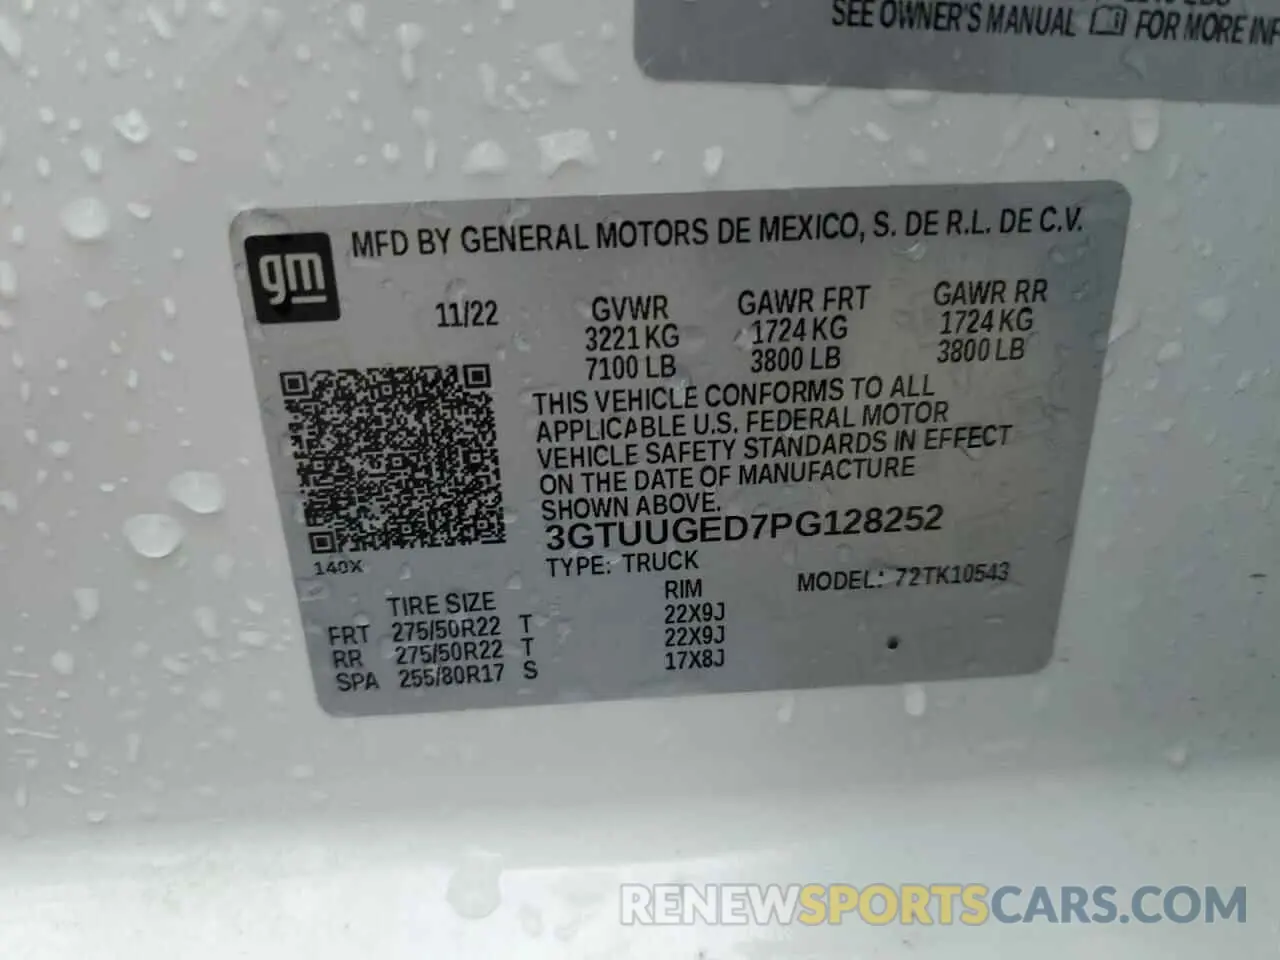 SEE OWNER'S MANUAL FOR MORE
MFD BY GENERAL MOTORS DE MEXICO, S. DE R.L. DE C.V.
gm
11/22
GVWR GAWR FRT GAWR RR
3221 KG 1724 KG 1724 KG
7100 LB 3800 LB 3800 LB
THIS VEHICLE CONFORMS TO ALL
APPLICABLE U.S. FEDERAL MOTOR
VEHICLE SAFETY STANDARDS IN EFFECT
ON THE DATE OF MANUFACTURE
SHOWN ABOVE.
3GTUUGED7PG128252
140X
TYPE: TRUCK MODEL: 72TK10543
TIRE SIZE RIM
FRT 275/50R22 T 22X9J
RR 275/50R22 T 22X9J
SPA 255/80R17 S 17X8J
RENEWSPORTSCARS.COM